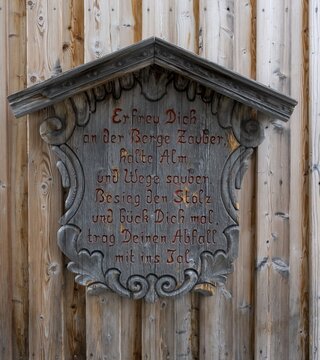 Erfreu Dich
an der Berge Zauber,
halte Alm
und Wege sauber.
Besieg den Stolz
und bück Dich mal,
trag Deinen Abfall
mit ins Tal.